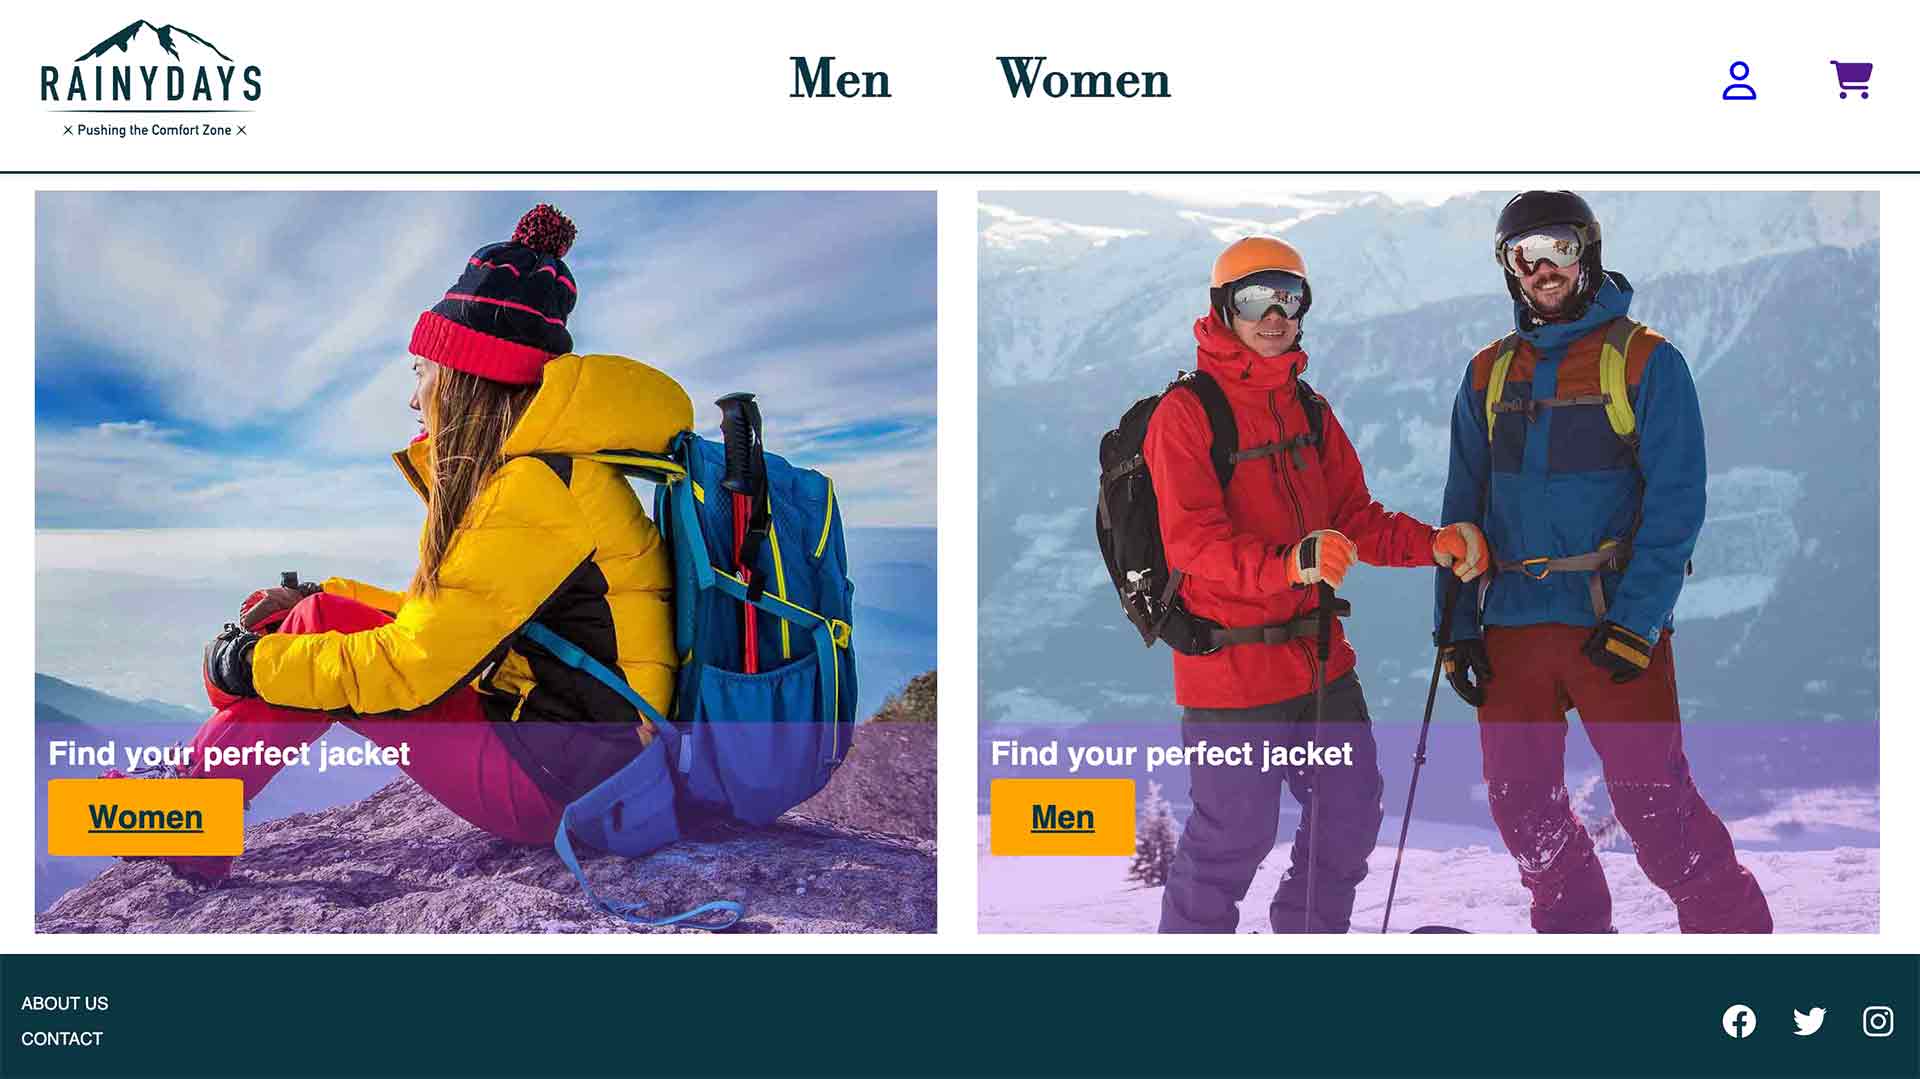 RAINYDAYS
Pushing the Comfort Zone
Men
Women
Find your perfect jacket
Women
Find your perfect jacket
Men
ABOUT US
CONTACT